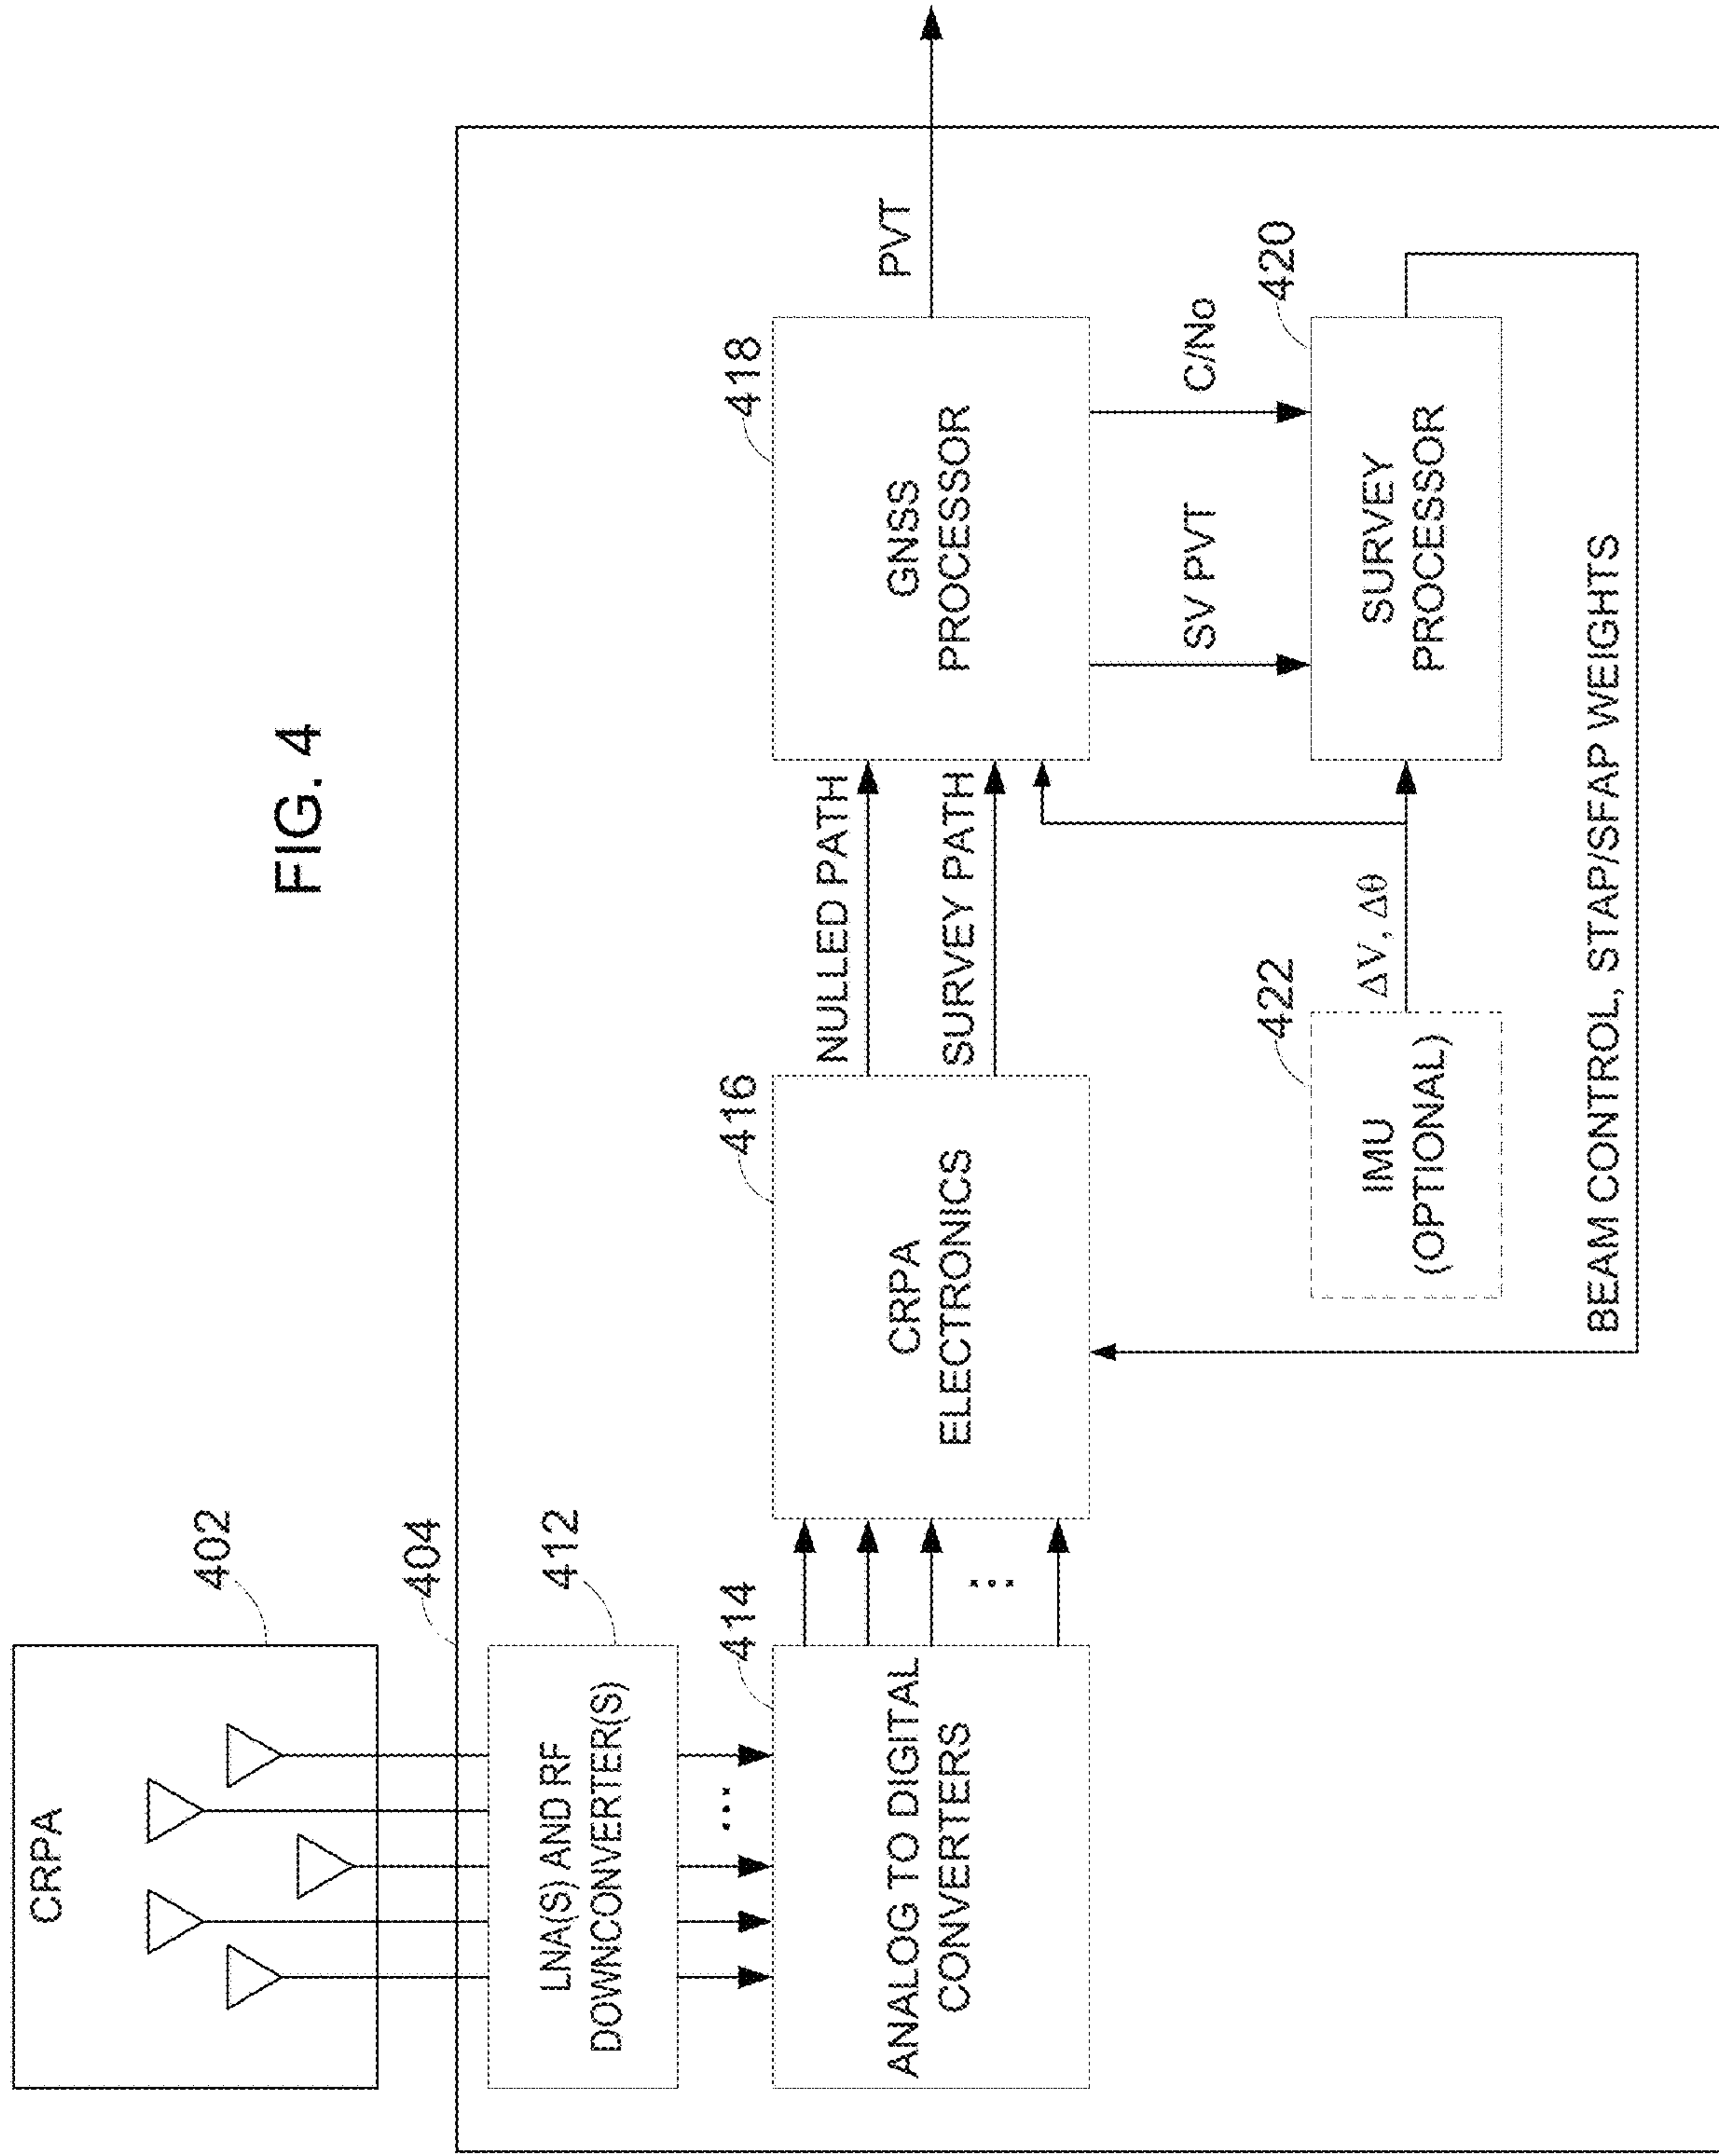 FIG. 4
CRPA
402
404
LNA(S) AND RF
DOWNCONVERTER(S)
412
ANALOG TO DIGITAL
CONVERTERS
414
CRPA
ELECTRONICS
416
NULLED PATH
SURVEY PATH
GNSS
PROCESSOR
418
PVT
SV PVT
C/No
SURVEY
PROCESSOR
420
IMU
(OPTIONAL)
422
ΔV, Δθ
BEAM CONTROL, STAP/SFAP WEIGHTS